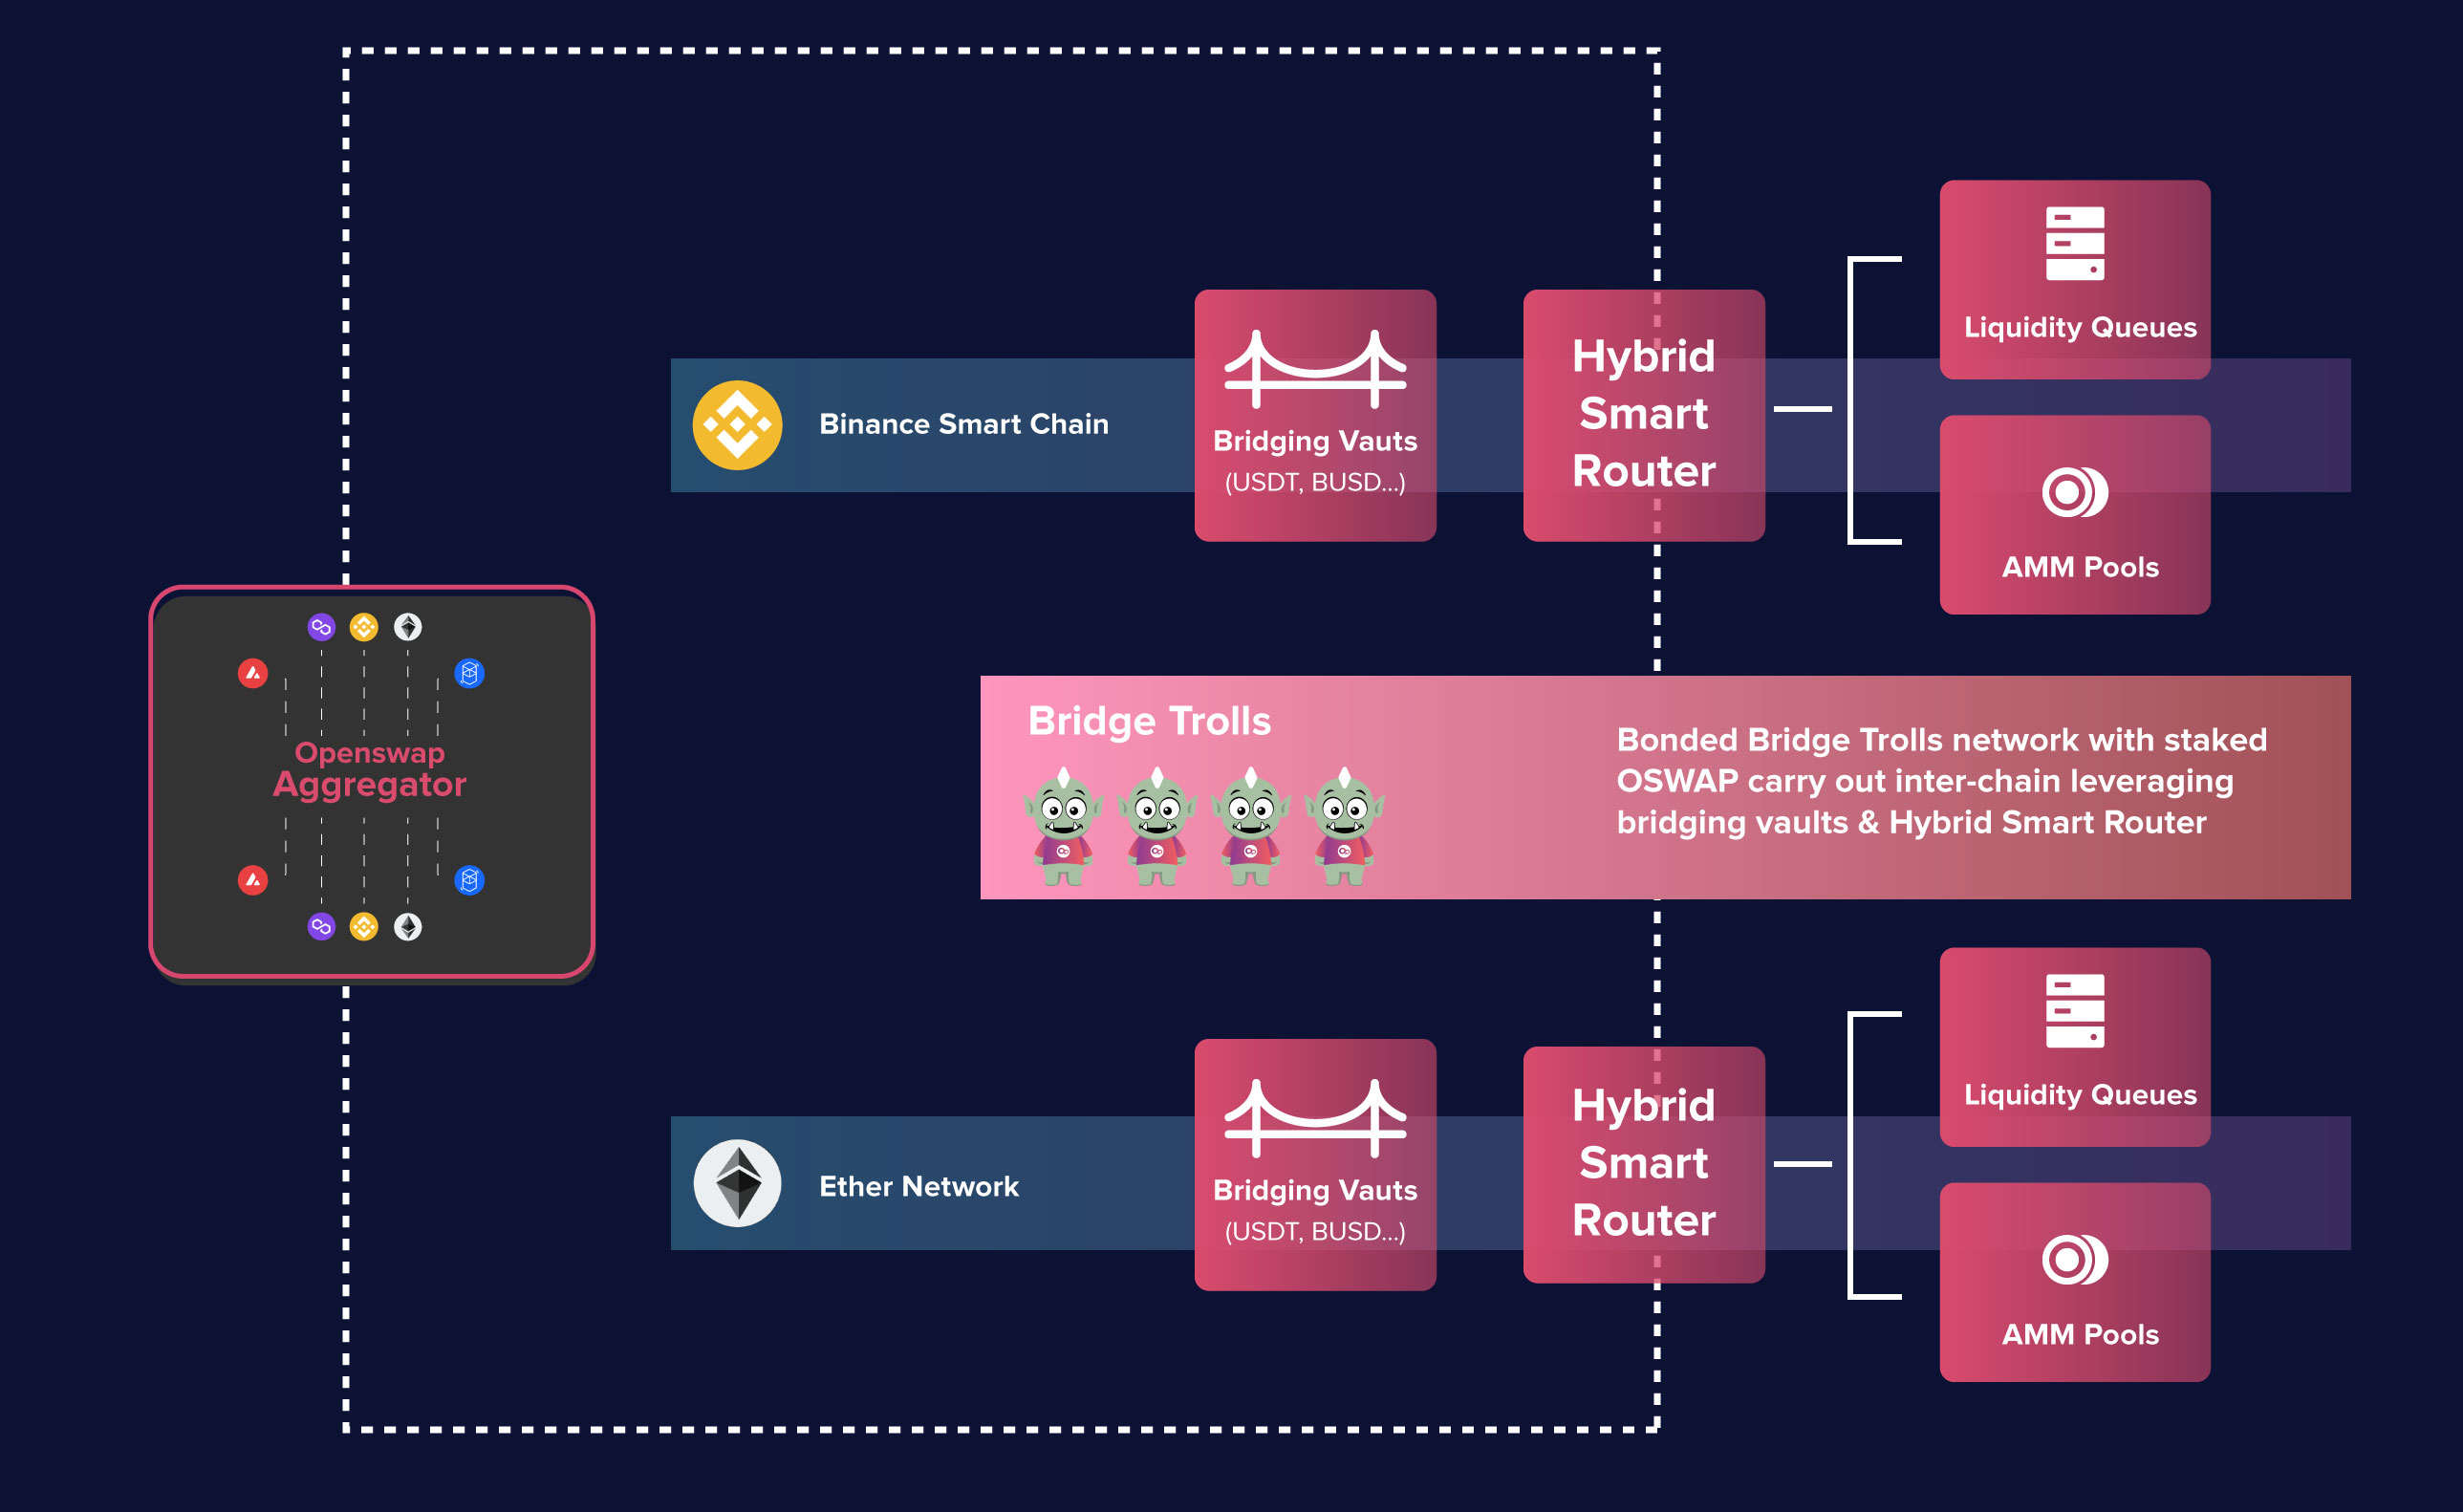 Liquidity Queues
Hybrid
Smart
Router
Binance Smart Chain
Bridging Vauts
(USDT, BUSD...)
AMM Pools
Openswap
Aggregator
Bridge Trolls
Bonded Bridge Trolls network with staked
OSWAP carry out inter-chain leveraging
bridging vaults & Hybrid Smart Router
Liquidity Queues
Hybrid
Smart
Router
Ether Network
Bridging Vauts
(USDT, BUSD...)
AMM Pools